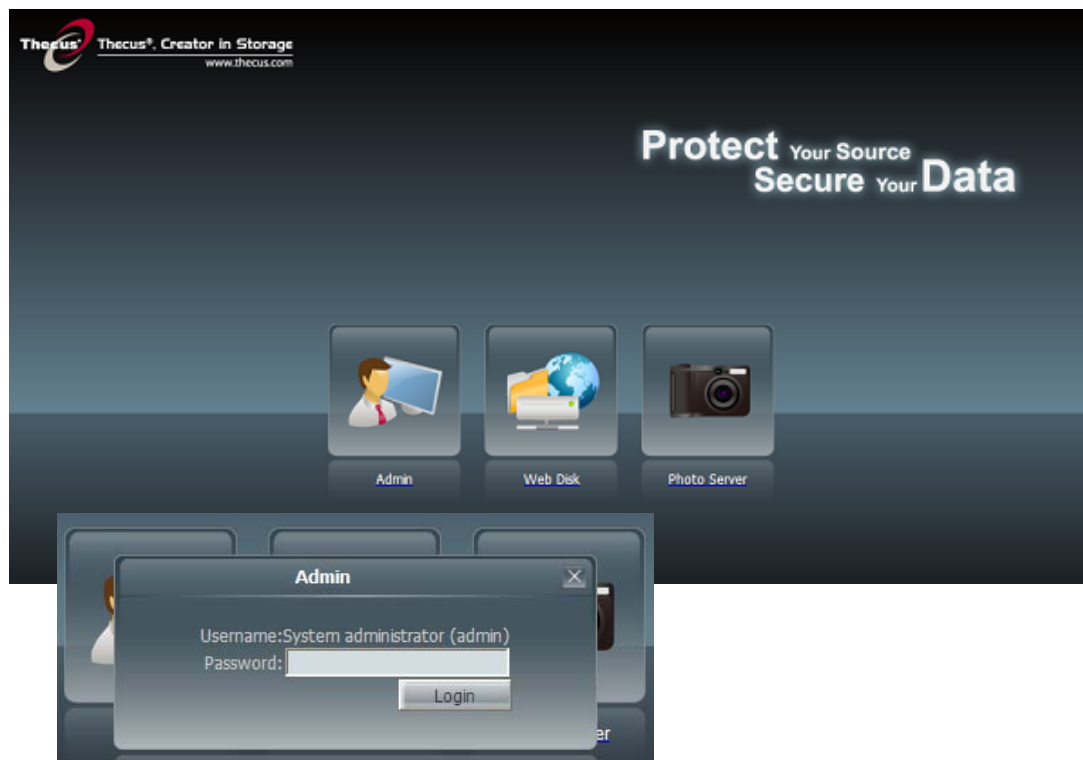 Thecus® Thecus®, Creator in Storage
www.thecus.com
Protect Your Source
Secure Your Data
Admin Web Disk Photo Server
Admin
Username:System administrator (admin)
Password:
Login
er